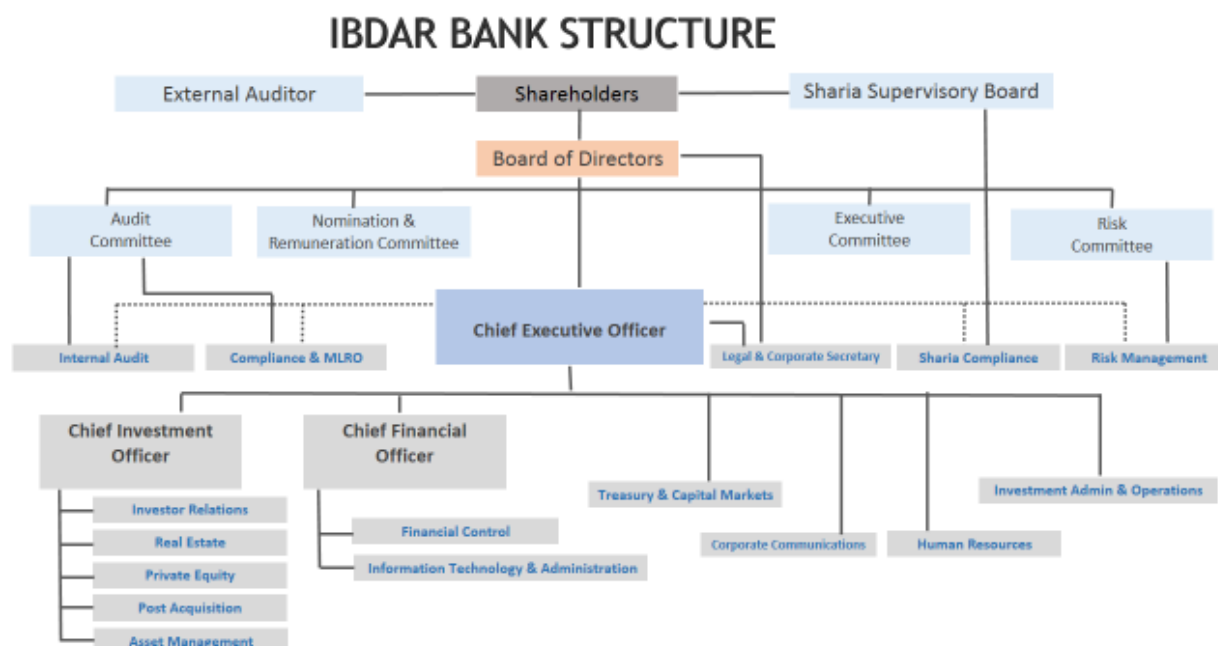 IBDAR BANK STRUCTURE
External Auditor
Shareholders
Sharia Supervisory Board
Board of Directors
Audit
Committee
Nomination &
Remuneration Committee
Executive
Committee
Risk
Committee
Chief Executive Officer
Internal Audit
Compliance & MLRO
Legal & Corporate Secretary
Sharia Compliance
Risk Management
Chief Investment
Officer
Chief Financial
Officer
Investor Relations
Real Estate
Private Equity
Post Acquisition
Asset Management
Financial Control
Information Technology & Administration
Treasury & Capital Markets
Corporate Communications
Human Resources
Investment Admin & Operations